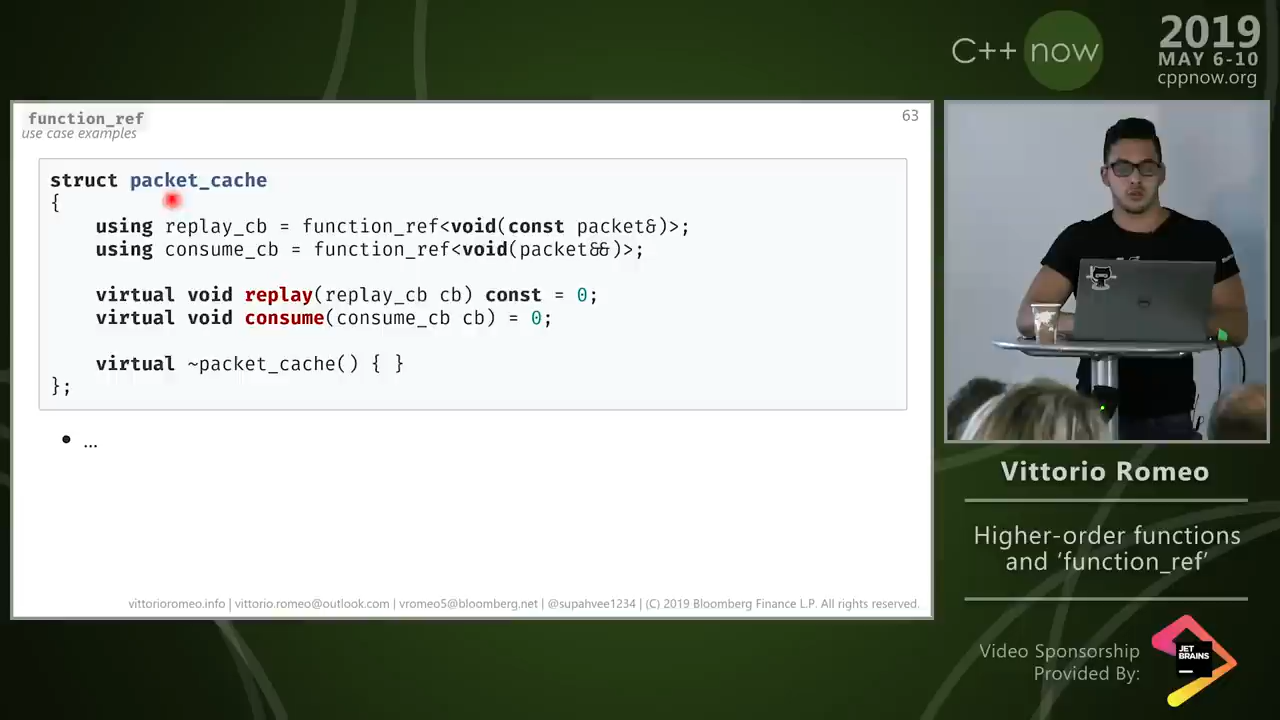 C++ now
2019
MAY 6-10
cppnow.org
function_ref
use case examples
63
struct packet_cache
{
    using replay_cb = function_ref<void(const packet&)>;
    using consume_cb = function_ref<void(packet&&)>;
    virtual void replay(replay_cb cb) const = 0;
    virtual void consume(consume_cb cb) = 0;
    virtual ~packet_cache() { }
};
• ...
vittorioromeo.info | vittorio.romeo@outlook.com | vromeo5@bloomberg.net | @supahvee1234 | (C) 2019 Bloomberg Finance L.P. All rights reserved.
Vittorio Romeo
Higher-order functions
and ‘function_ref’
Video Sponsorship
Provided By:
JET
BRAINS